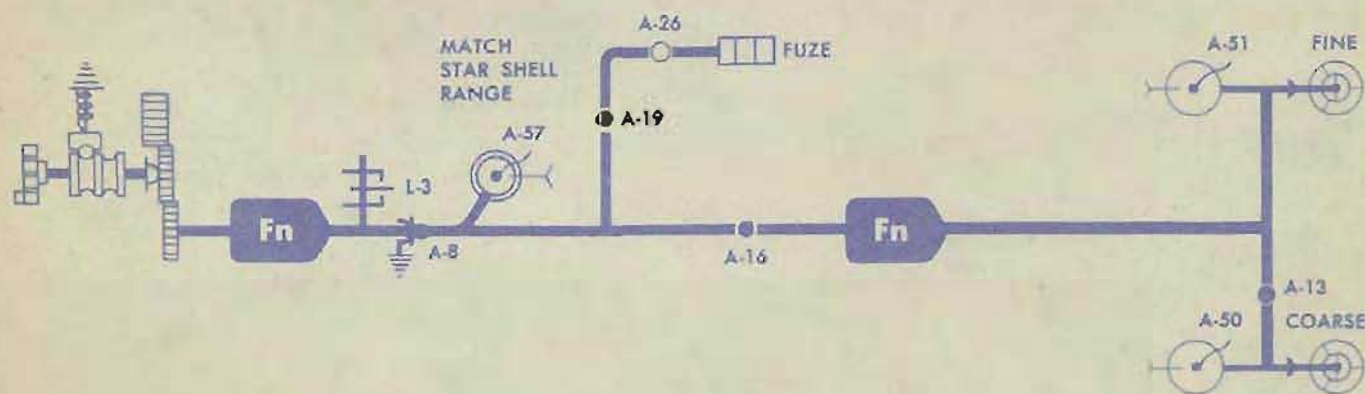 A-26
FUZE
MATCH
STAR SHELL
RANGE
A-51
FINE
A-19
A-57
L-3
Fn
A-8
A-16
Fn
A-13
A-50
COARSE